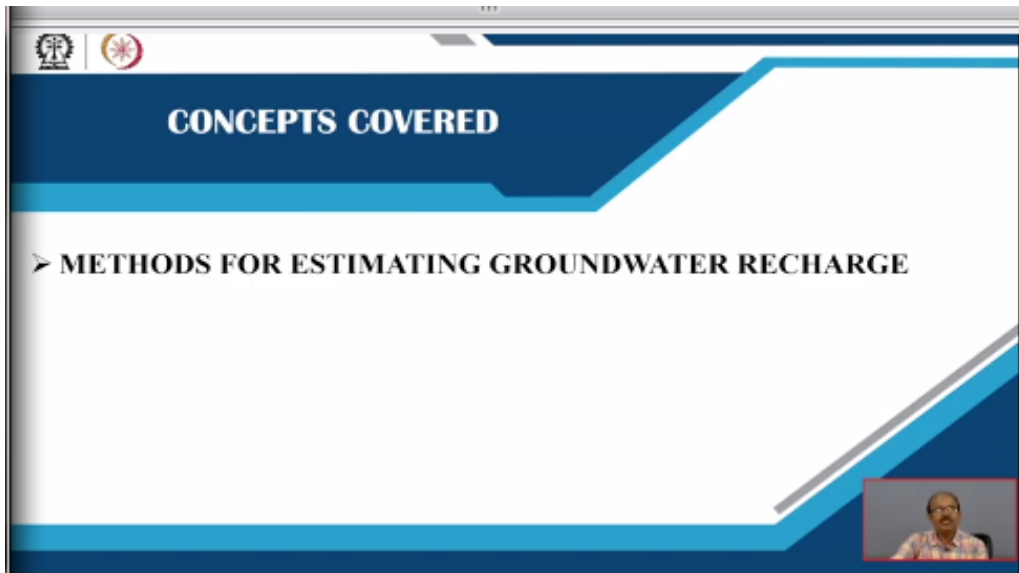 CONCEPTS COVERED
➢ METHODS FOR ESTIMATING GROUNDWATER RECHARGE